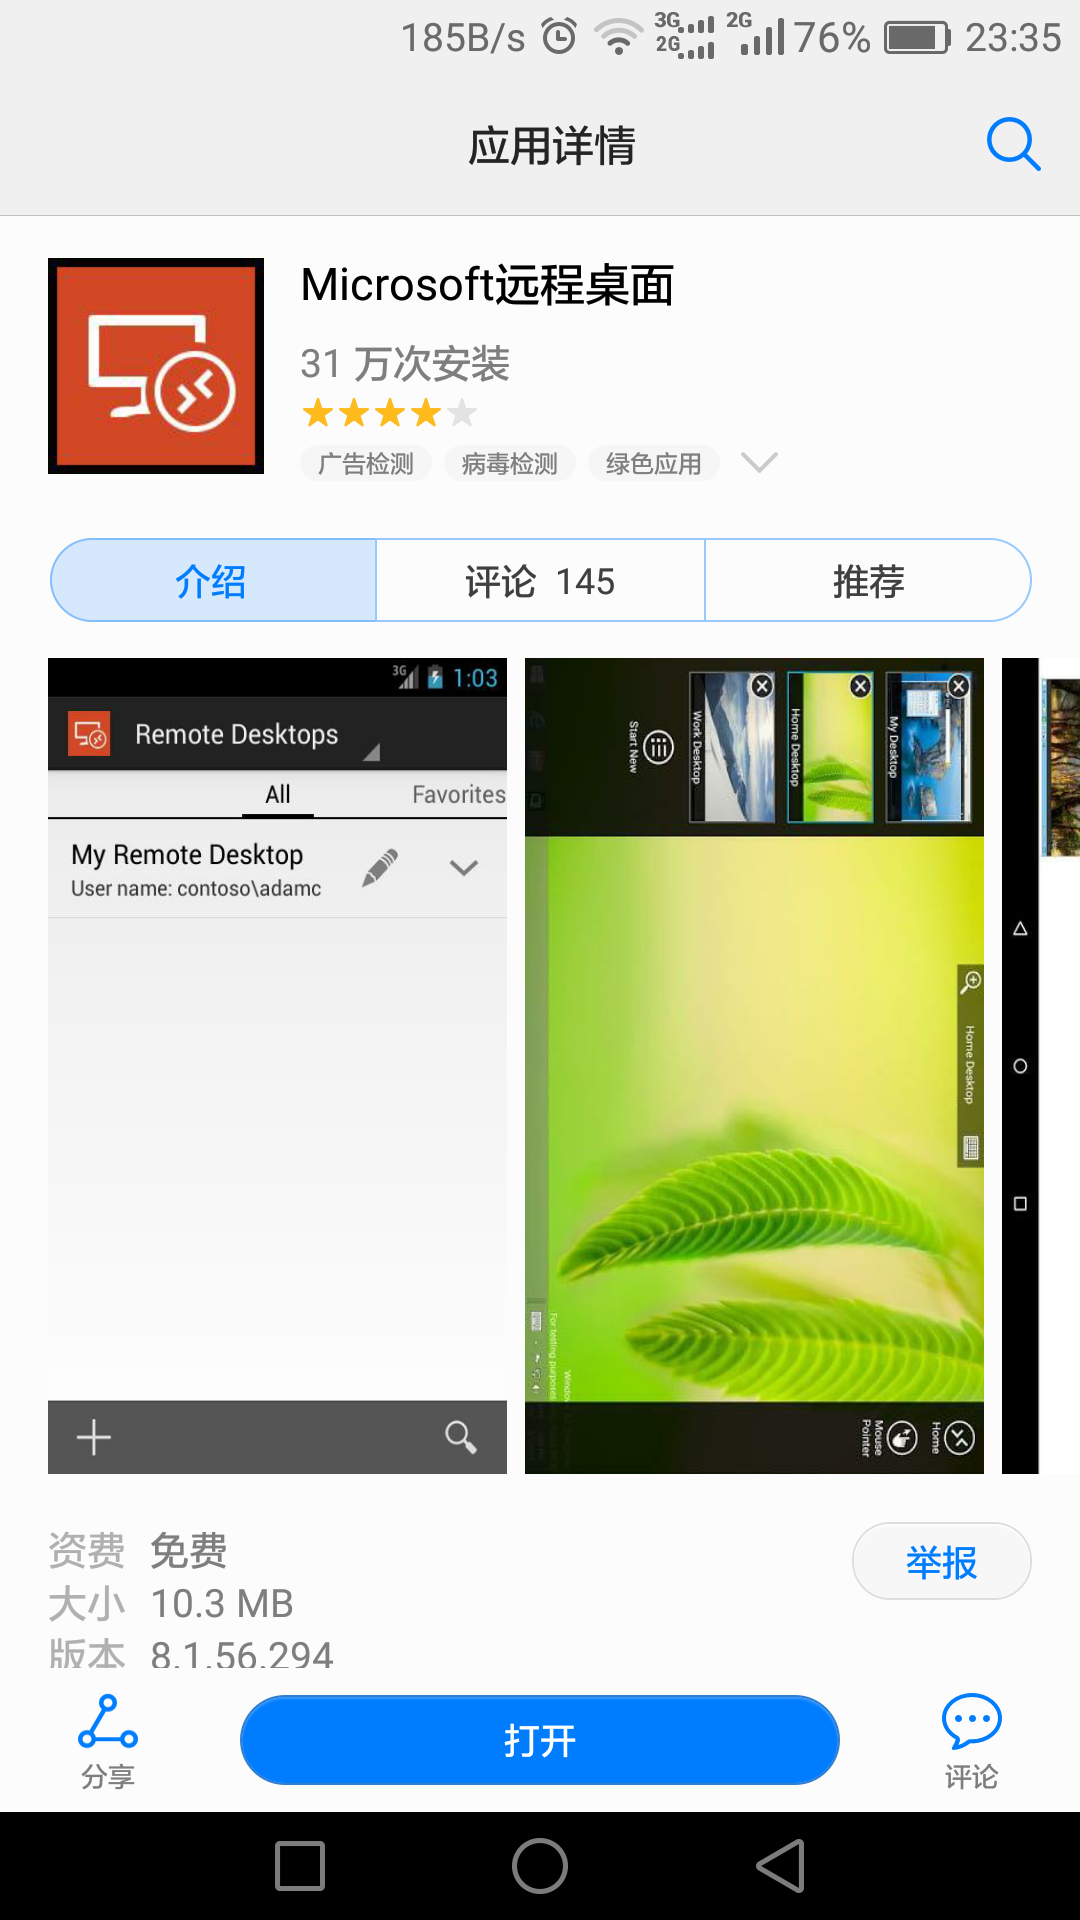 185B/s 3G 2G 2G 76% 23:35
应用详情
Microsoft远程桌面
31 万次安装
广告检测 病毒检测 绿色应用
介绍 评论 145 推荐
3G 1:03
Remote Desktops
All Favorites
My Remote Desktop
User name: contoso\adamc
My Desktop
Home Desktop
Work Desktop
Start New
Home Desktop
For testing purposes
Home
Mouse Pointer
资费 免费
举报
大小 10.3 MB
版本 8.1.56.294
打开
分享 评论